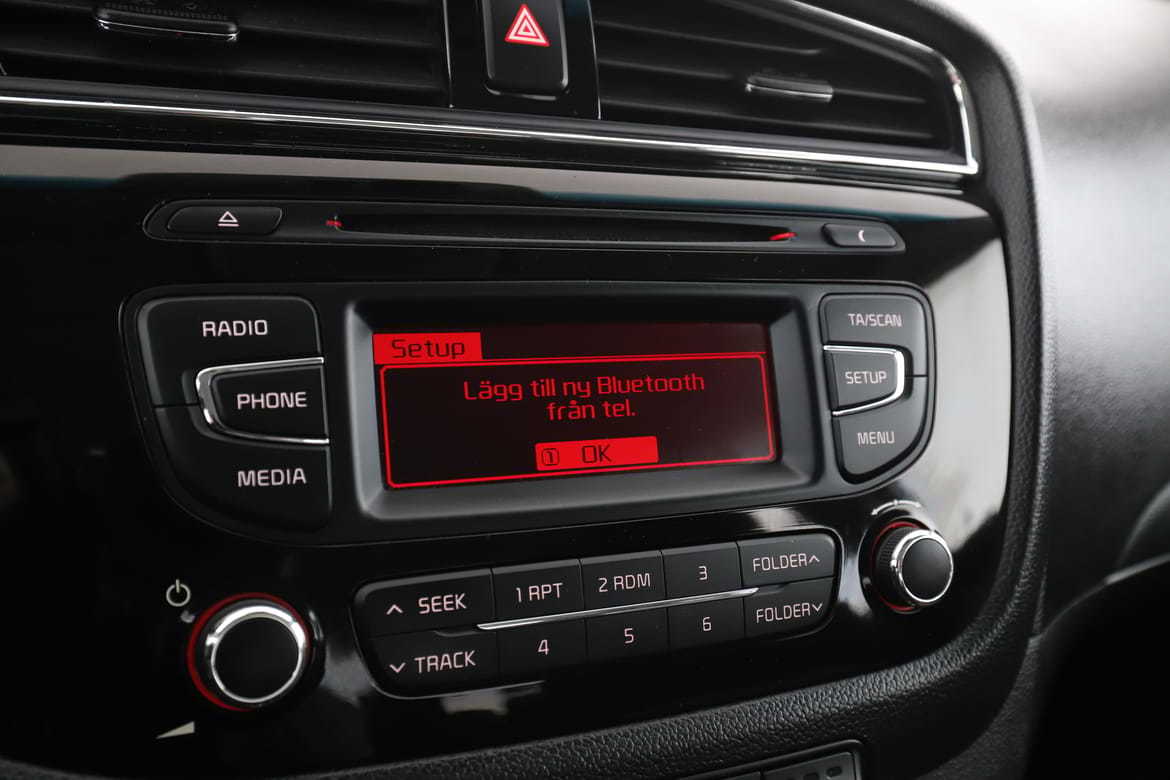 RADIO
PHONE
MEDIA
Setup
Lägg till ny Bluetooth
från tel.
1 OK
TA/SCAN
SETUP
MENU
SEEK
TRACK
1 RPT
2 RDM
3
4
5
6
FOLDER
FOLDER